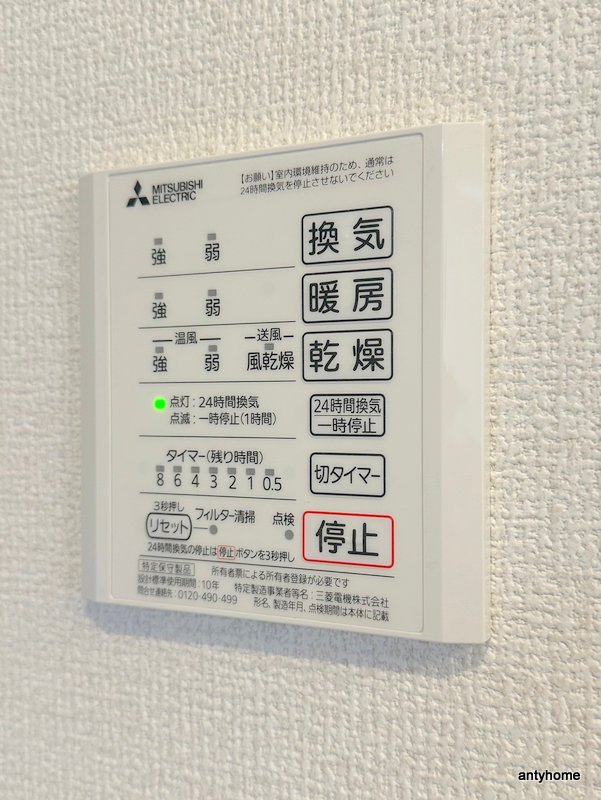 MITSUBISHI
ELECTRIC
【お願い】室内環境維持のため、通常は
24時間換気を停止させないでください
強 弱 換気
強 弱 暖房
温風 送風
強 弱 風乾燥 乾燥
点灯：24時間換気
点滅：一時停止(1時間)
24時間換気
一時停止
タイマー(残り時間)
8 6 4 3 2 1 0.5
切タイマー
3秒押し
リセット フィルター清掃 点検
停止
24時間換気の停止は停止ボタンを3秒押し
特定保守製品 所有者票による所有者登録が必要です
設計標準使用期間：10年 特定製造事業者等名：三菱電機株式会社
問合せ連絡先：0120-490-499 形名、製造年月、点検期間は本体に記載
antyhome